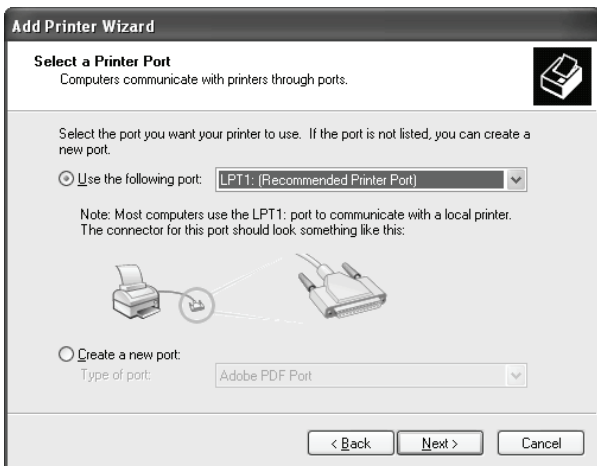 Add Printer Wizard
Select a Printer Port
Computers communicate with printers through ports.
Select the port you want your printer to use.  If the port is not listed, you can create a
new port.
Use the following port: LPT1: (Recommended Printer Port)
Note: Most computers use the LPT1: port to communicate with a local printer.
The connector for this port should look something like this:
Create a new port:
Type of port: Adobe PDF Port
< Back Next > Cancel